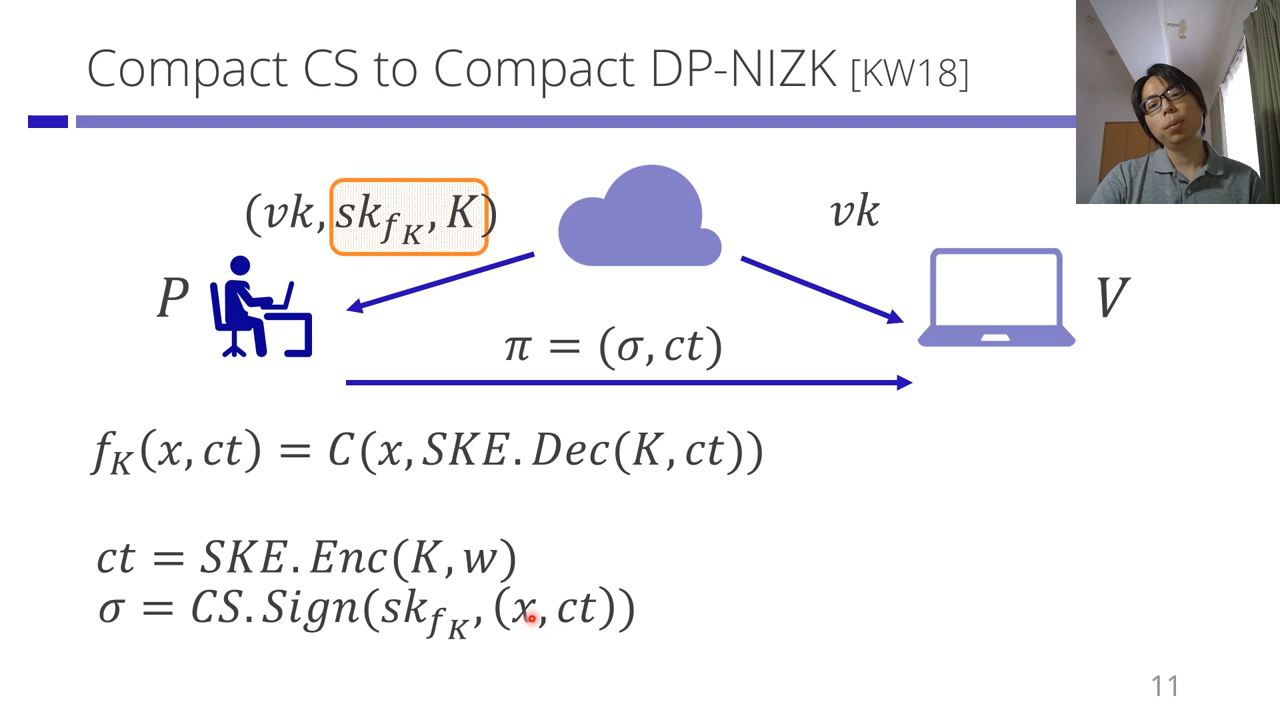 Compact CS to Compact DP-NIZK [KW18]
(vk, sk_{f_K}, K)
vk
P
V
π = (σ, ct)
f_K(x, ct) = C(x, SKE.Dec(K, ct))
ct = SKE.Enc(K, w)
σ = CS.Sign(sk_{f_K}, (x, ct))
11